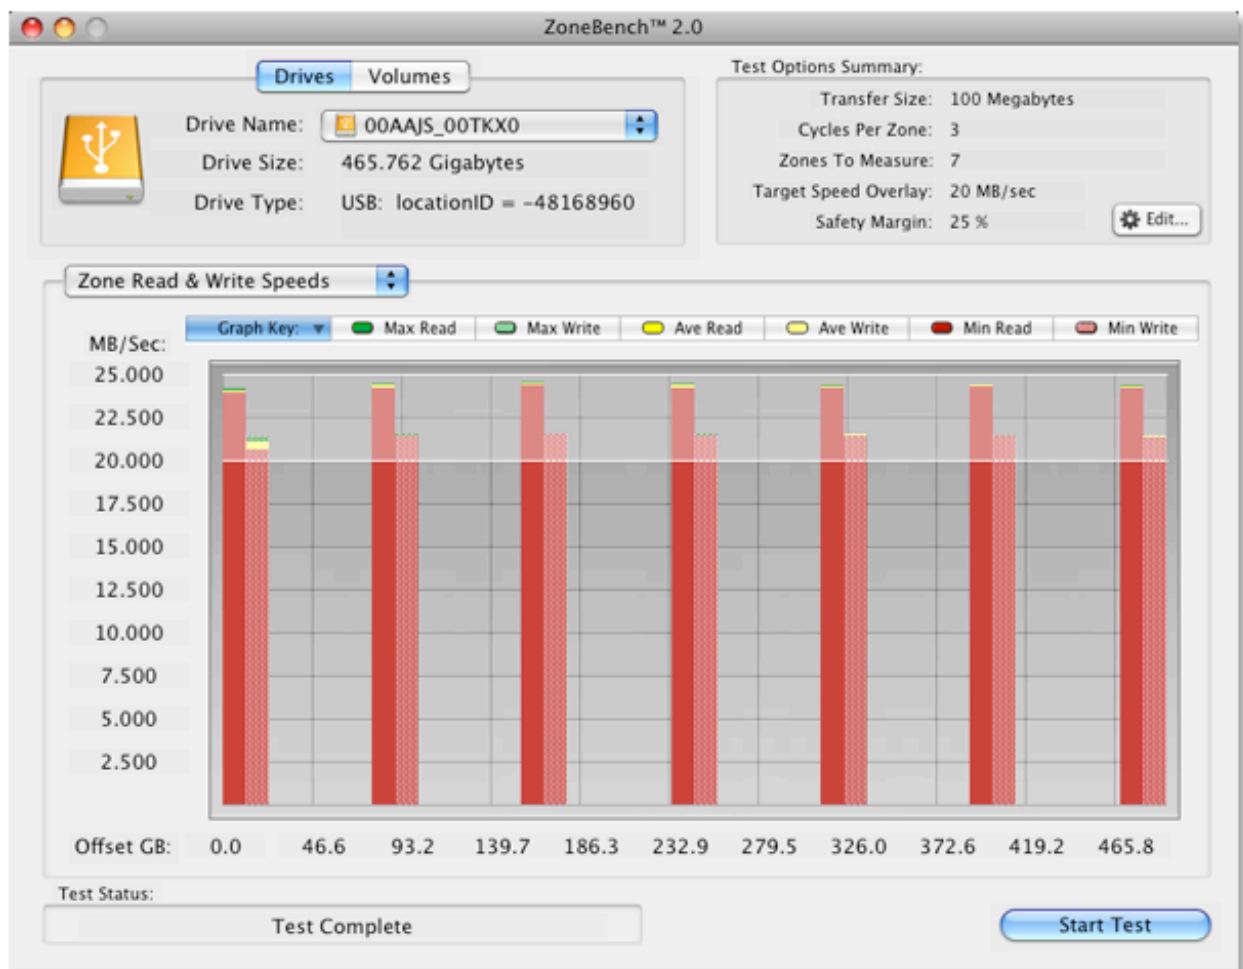 ZoneBench™ 2.0
Drives Volumes
Drive Name: 00AAJS_00TKX0
Drive Size: 465.762 Gigabytes
Drive Type: USB: locationID = -48168960
Test Options Summary:
Transfer Size: 100 Megabytes
Cycles Per Zone: 3
Zones To Measure: 7
Target Speed Overlay: 20 MB/sec
Safety Margin: 25 %
Edit...
Zone Read & Write Speeds
Graph Key: Max Read Max Write Ave Read Ave Write Min Read Min Write
MB/Sec:
25.000
22.500
20.000
17.500
15.000
12.500
10.000
7.500
5.000
2.500
Offset GB: 0.0 46.6 93.2 139.7 186.3 232.9 279.5 326.0 372.6 419.2 465.8
Test Status:
Test Complete
Start Test